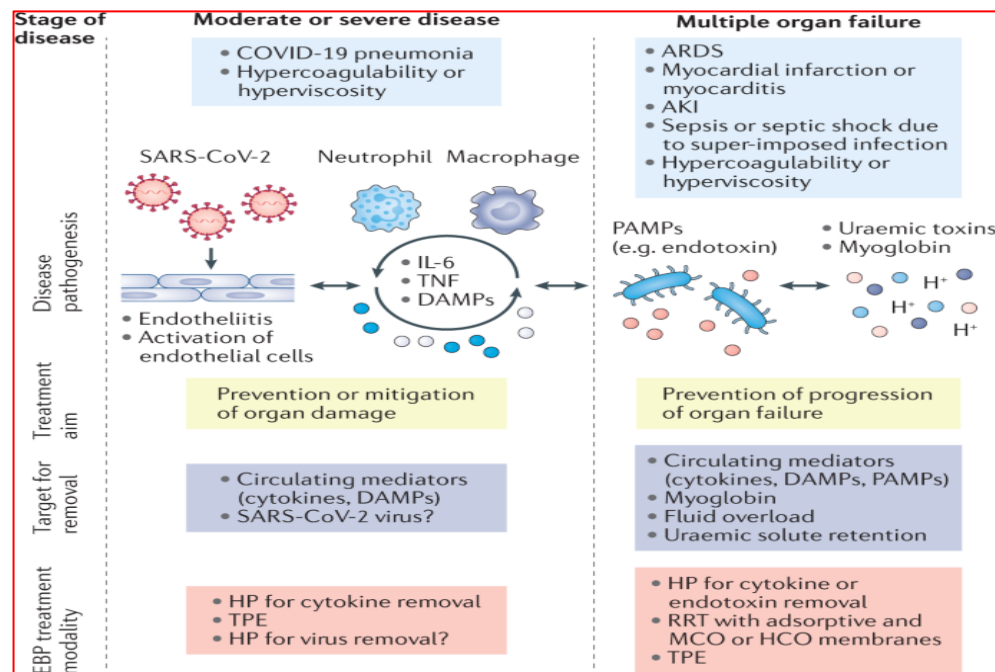 Stage of
disease
Moderate or severe disease
Multiple organ failure
• COVID-19 pneumonia
• Hypercoagulability or
hyperviscosity
• ARDS
• Myocardial infarction or
myocarditis
• AKI
• Sepsis or septic shock due
to super-imposed infection
• Hypercoagulability or
hyperviscosity
Disease
pathogenesis
SARS-CoV-2
Neutrophil
Macrophage
• IL-6
• TNF
• DAMPs
• Endotheliitis
• Activation of
endothelial cells
PAMPs
(e.g. endotoxin)
• Uraemic toxins
• Myoglobin
H+
H+
H+
Treatment
aim
Prevention or mitigation
of organ damage
Prevention of progression
of organ failure
Target for
removal
• Circulating mediators
(cytokines, DAMPs)
• SARS-CoV-2 virus?
• Circulating mediators
(cytokines, DAMPs, PAMPs)
• Myoglobin
• Fluid overload
• Uraemic solute retention
EBP treatment
modality
• HP for cytokine removal
• TPE
• HP for virus removal?
• HP for cytokine or
endotoxin removal
• RRT with adsorptive and
MCO or HCO membranes
• TPE